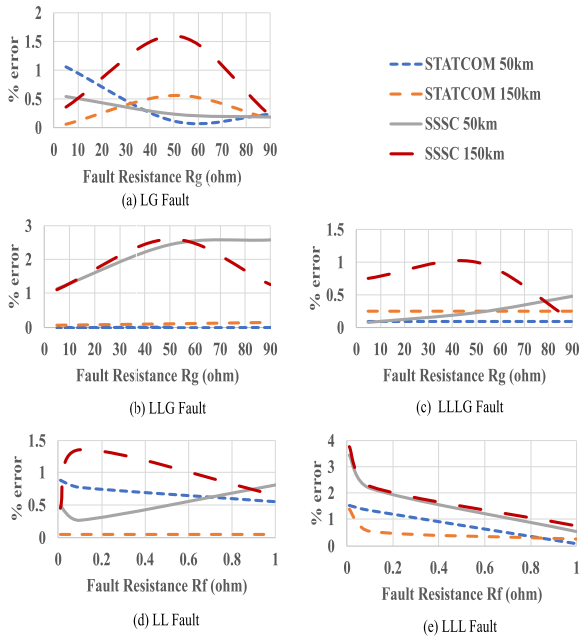 2
1.5
1
0.5
0
% error
0 10 20 30 40 50 60 70 80 90
Fault Resistance Rg (ohm)
(a) LG Fault
STATCOM 50km
STATCOM 150km
SSSC 50km
SSSC 150km
3
2
1
0
% error
0 10 20 30 40 50 60 70 80 90
Fault Resistance Rg (ohm)
(b) LLG Fault
1.5
1
0.5
0
% error
0 10 20 30 40 50 60 70 80 90
Fault Resistance Rg (ohm)
(c) LLLG Fault
1.5
1
0.5
0
% error
0 0.2 0.4 0.6 0.8 1
Fault Resistance Rf (ohm)
(d) LL Fault
4
3
2
1
0
% error
0 0.2 0.4 0.6 0.8 1
Fault Resistance Rf (ohm)
(e) LLL Fault